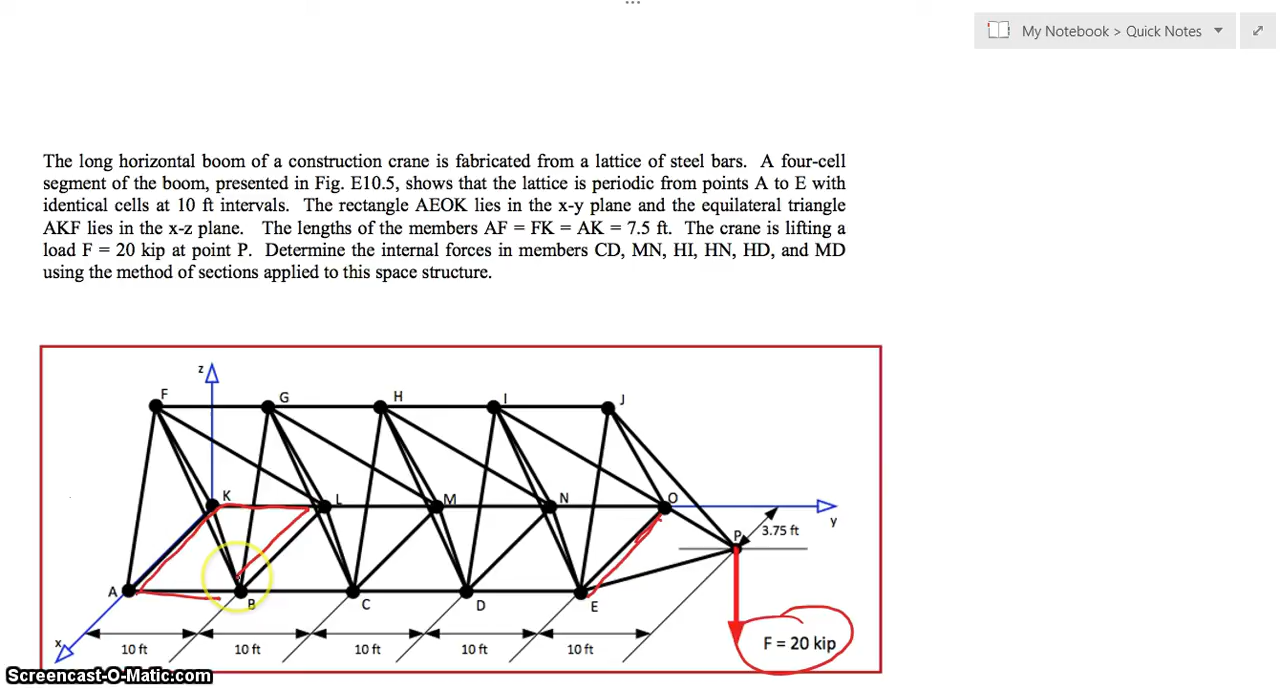 My Notebook > Quick Notes
The long horizontal boom of a construction crane is fabricated from a lattice of steel bars. A four-cell
segment of the boom, presented in Fig. E10.5, shows that the lattice is periodic from points A to E with
identical cells at 10 ft intervals. The rectangle AEOK lies in the x-y plane and the equilateral triangle
AKF lies in the x-z plane. The lengths of the members AF = FK = AK = 7.5 ft. The crane is lifting a
load F = 20 kip at point P. Determine the internal forces in members CD, MN, HI, HN, HD, and MD
using the method of sections applied to this space structure.
z
F G H I J
K L M N O
y
P 3.75 ft
A B C D E
x
10 ft 10 ft 10 ft 10 ft 10 ft
F = 20 kip
Screencast-O-Matic.com